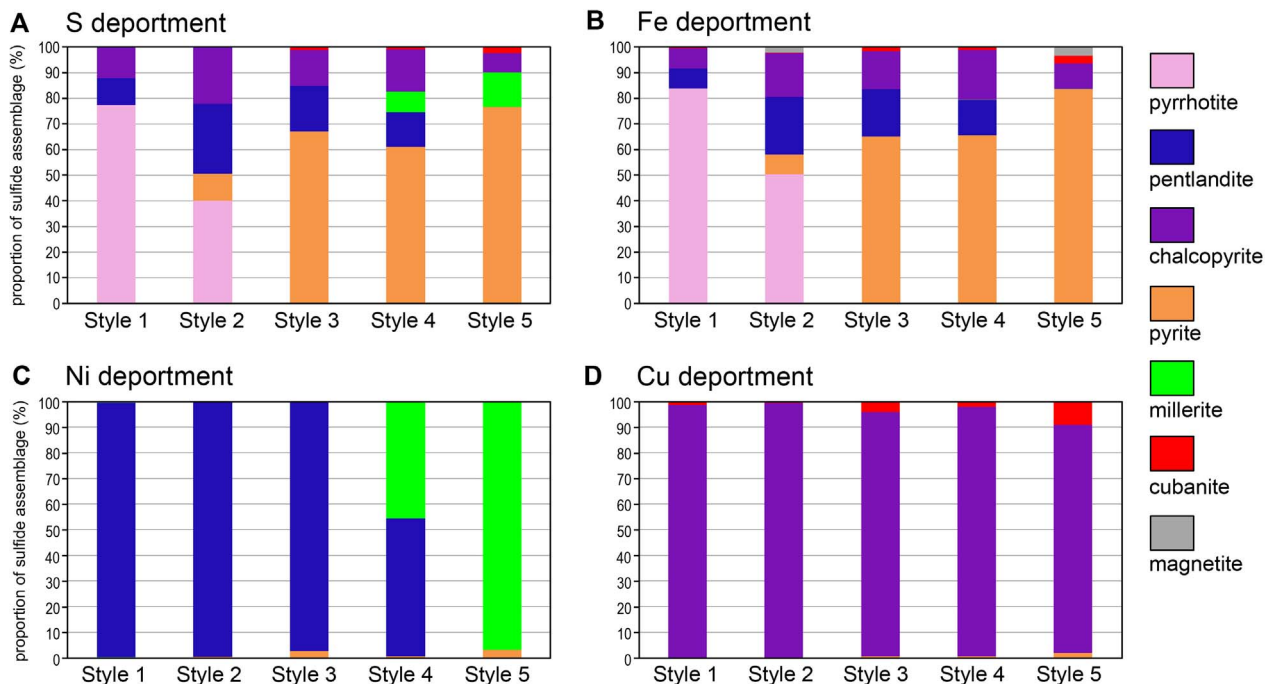 A S deportment
proportion of sulfide assemblage (%)
100
90
80
70
60
50
40
30
20
10
0
Style 1 Style 2 Style 3 Style 4 Style 5
B Fe deportment
100
90
80
70
60
50
40
30
20
10
0
Style 1 Style 2 Style 3 Style 4 Style 5
C Ni deportment
proportion of sulfide assemblage (%)
100
90
80
70
60
50
40
30
20
10
0
Style 1 Style 2 Style 3 Style 4 Style 5
D Cu deportment
100
90
80
70
60
50
40
30
20
10
0
Style 1 Style 2 Style 3 Style 4 Style 5
pyrrhotite
pentlandite
chalcopyrite
pyrite
millerite
cubanite
magnetite